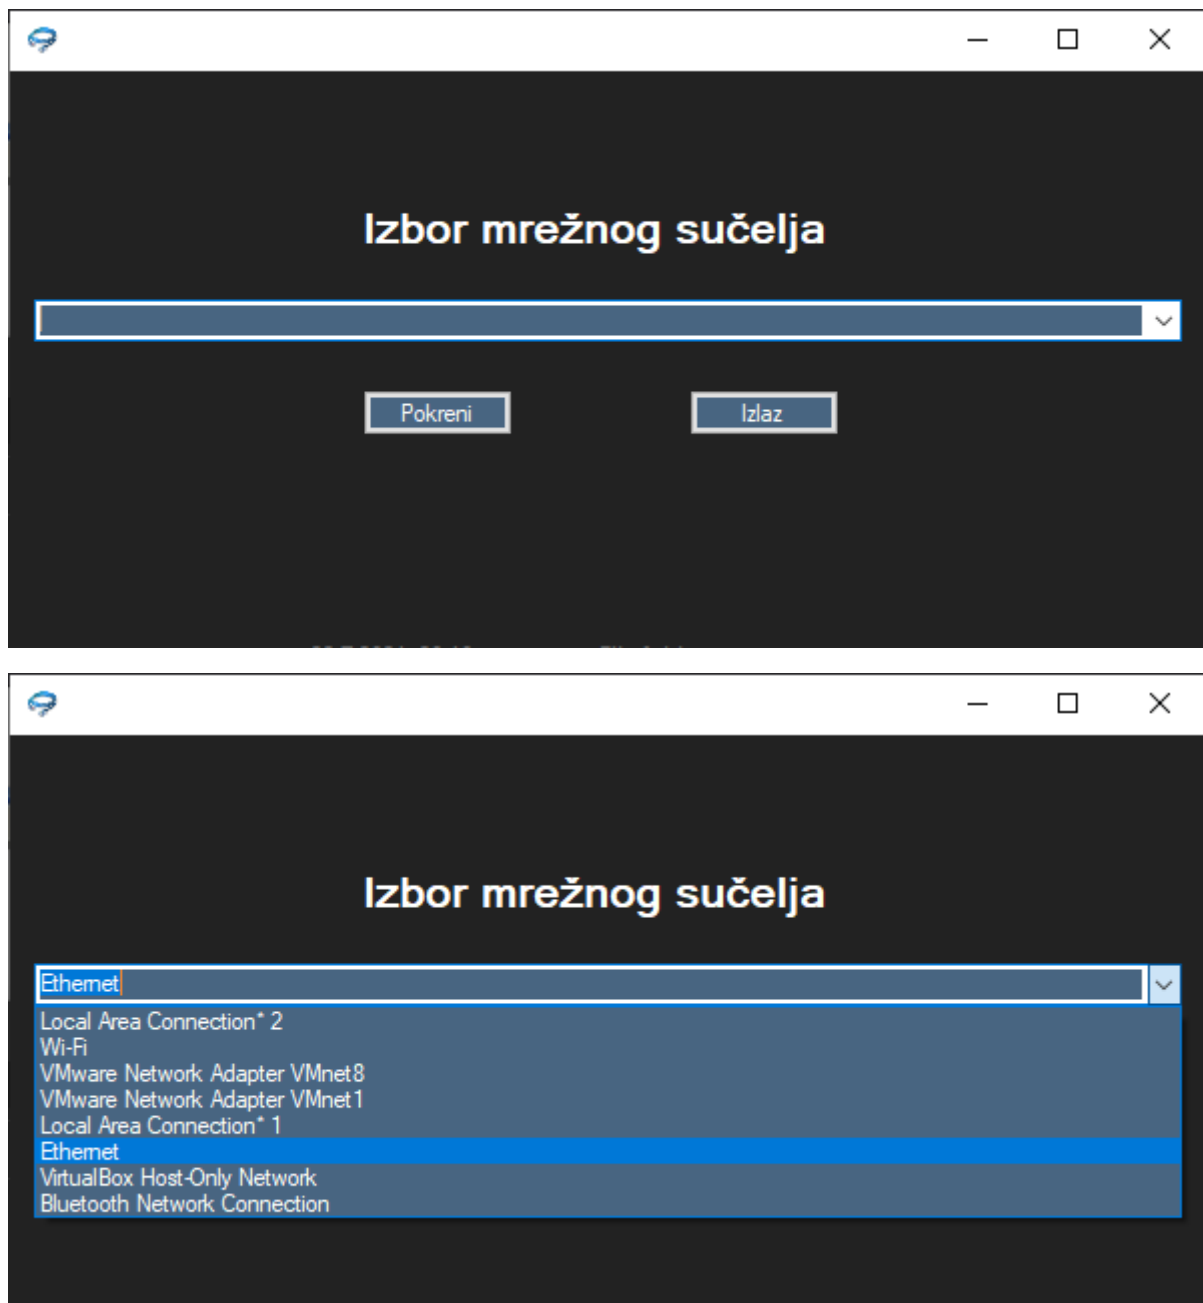 Izbor mrežnog sučelja
Pokreni Izlaz
Izbor mrežnog sučelja
Ethernet
Local Area Connection* 2
Wi-Fi
VMware Network Adapter VMnet8
VMware Network Adapter VMnet1
Local Area Connection* 1
Ethernet
VirtualBox Host-Only Network
Bluetooth Network Connection